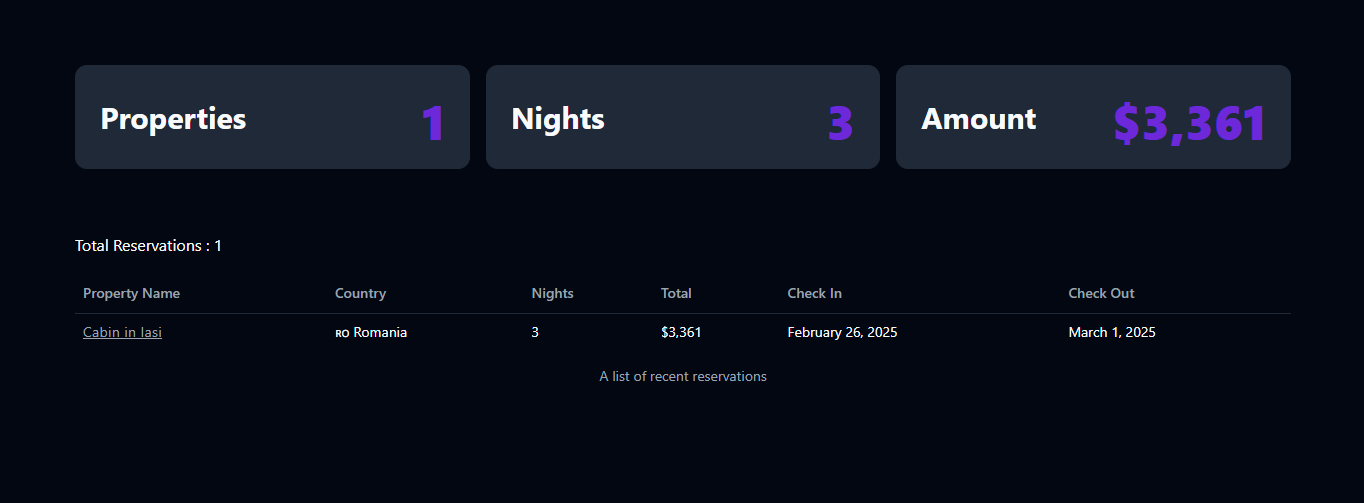 Properties 1 Nights 3 Amount $3,361
Total Reservations : 1
Property Name Country Nights Total Check In Check Out
Cabin in Iasi RO Romania 3 $3,361 February 26, 2025 March 1, 2025
A list of recent reservations